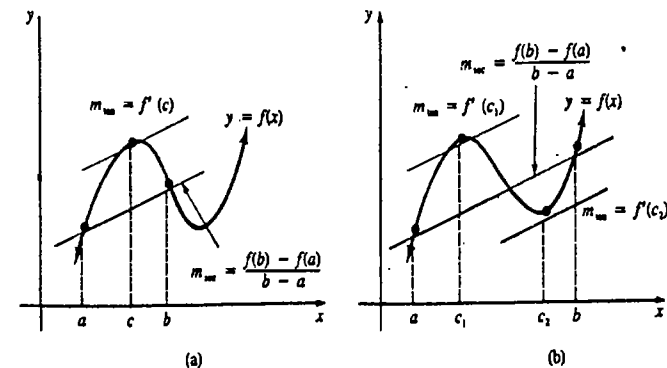 y
m_tan = f'(c)
y = f(x)
m_sec = f(b) − f(a) / b − a
a c b x
(a)
y
m_sec = f(b) − f(a) / b − a
m_tan = f'(c₁)
y = f(x)
m_tan = f'(c₂)
a c₁ c₂ b x
(b)